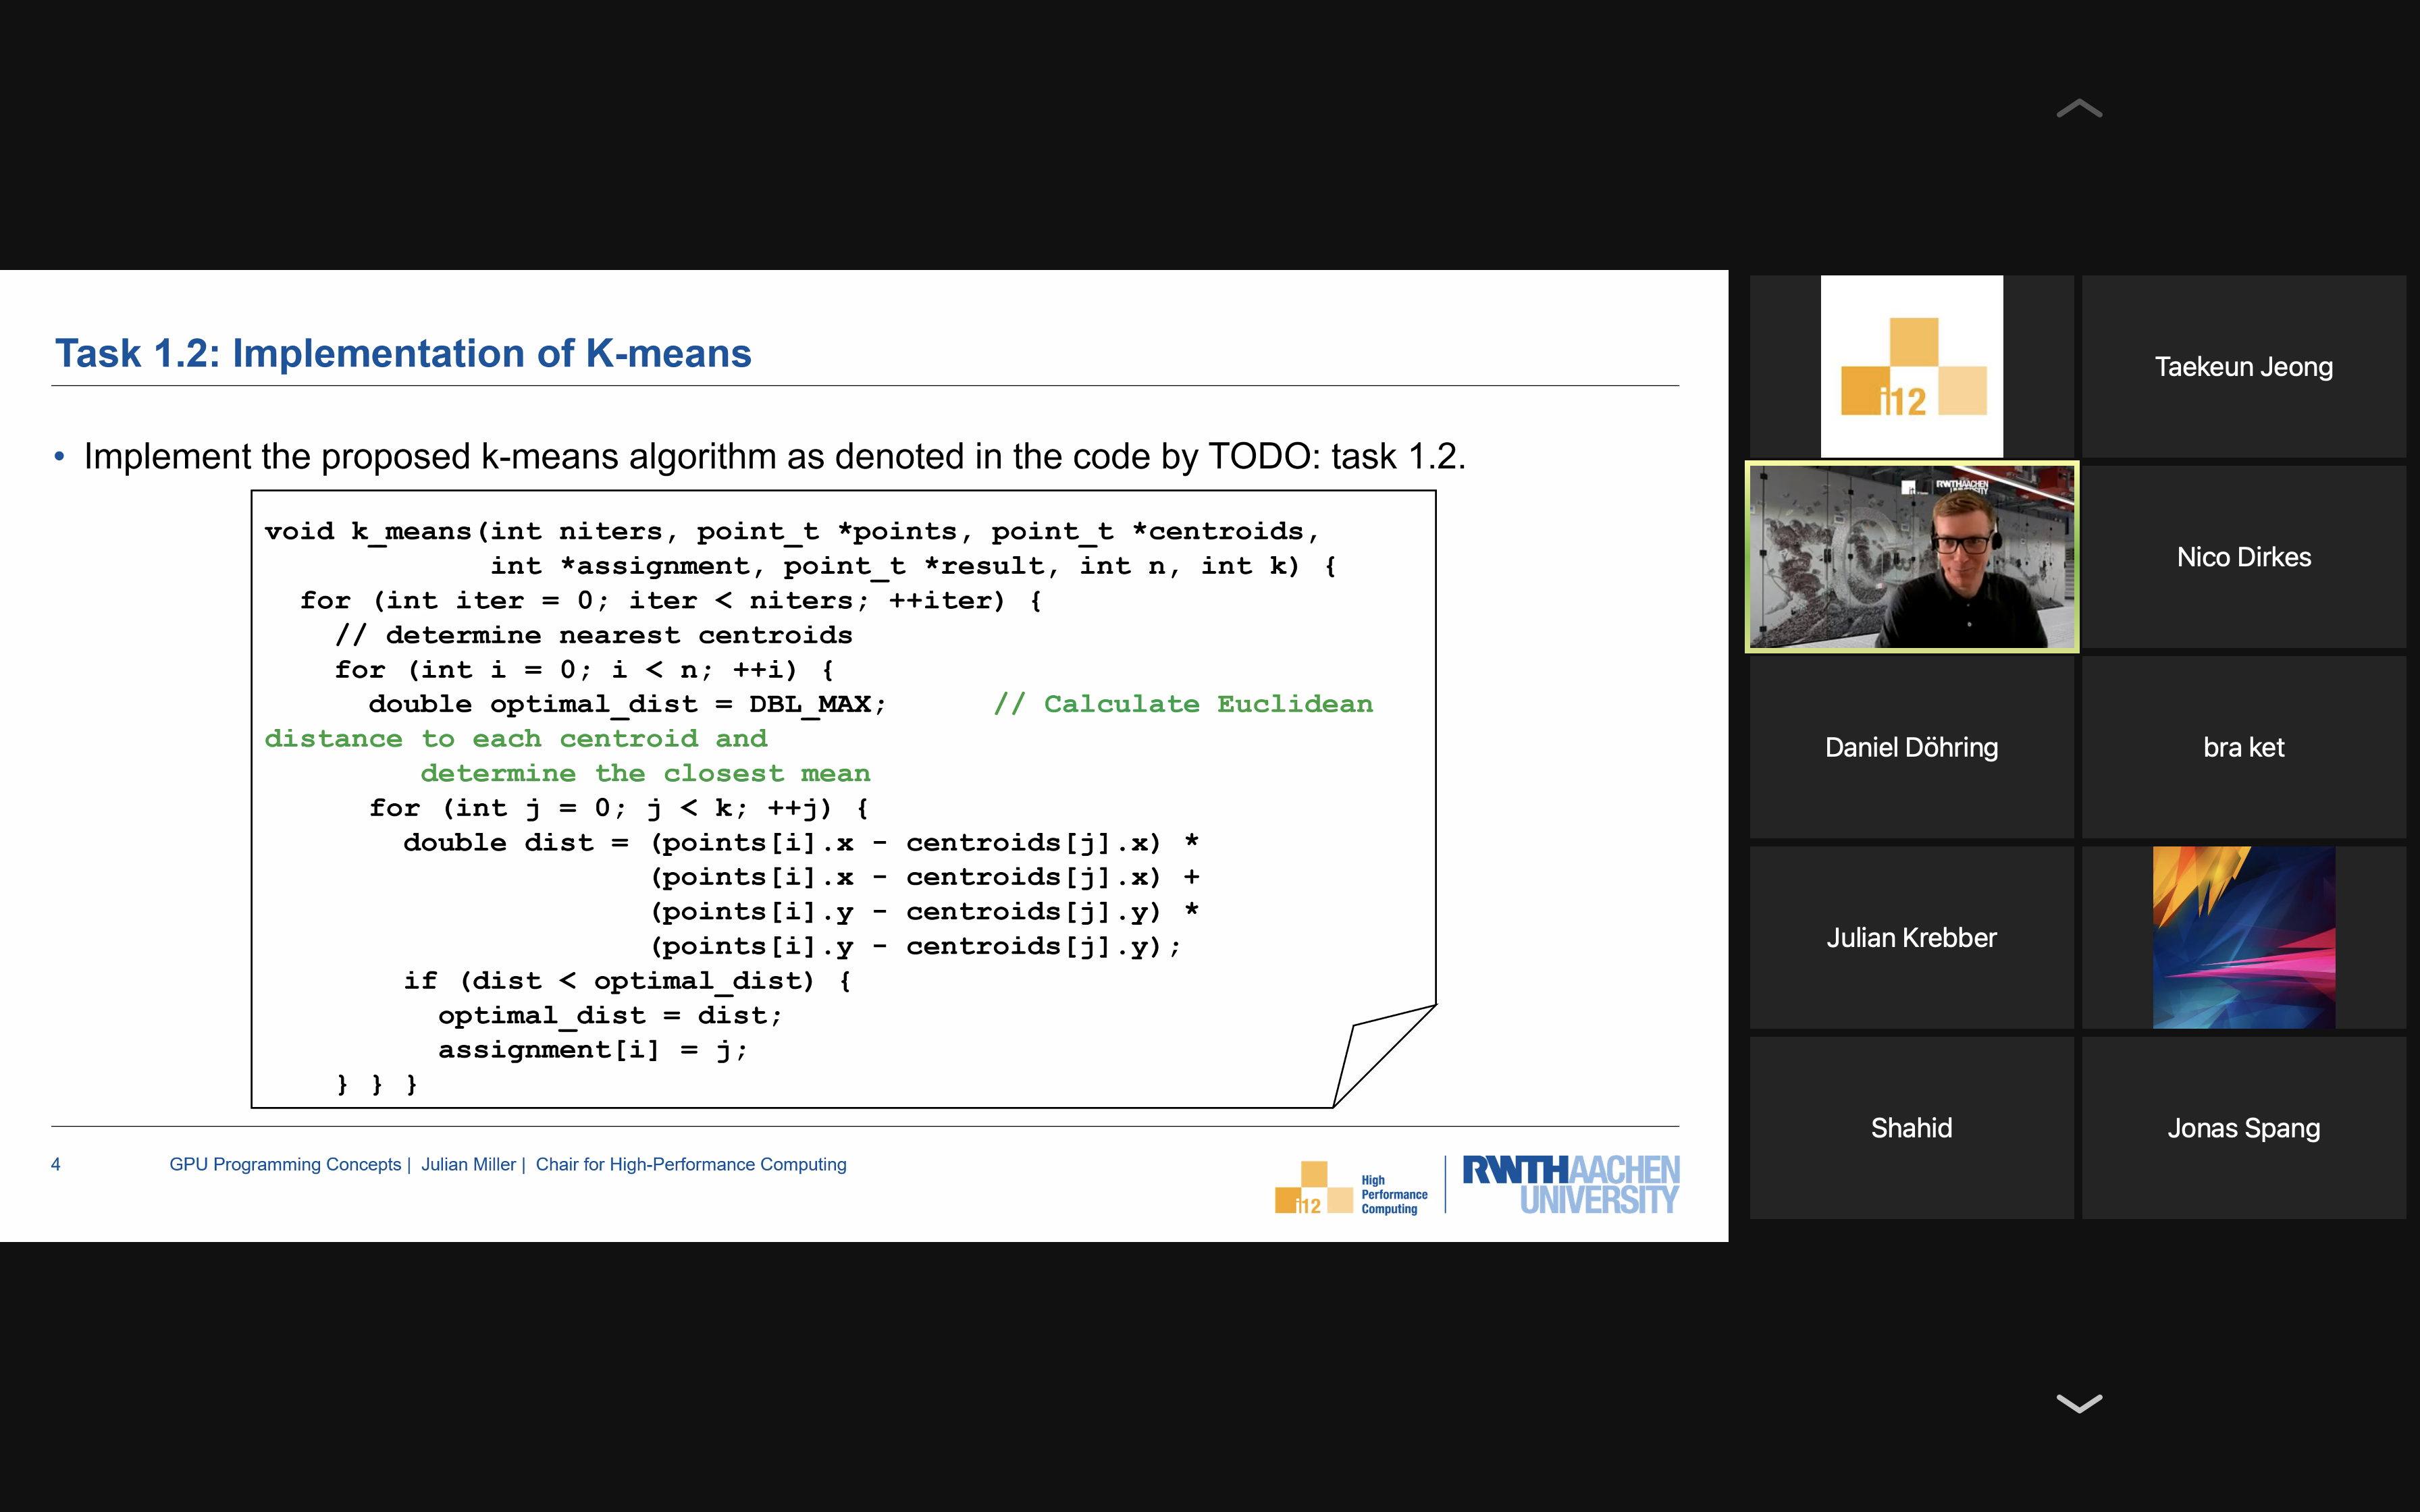 Task 1.2: Implementation of K-means
• Implement the proposed k-means algorithm as denoted in the code by TODO: task 1.2.
void k_means(int niters, point_t *points, point_t *centroids,
int *assignment, point_t *result, int n, int k) {
for (int iter = 0; iter < niters; ++iter) {
// determine nearest centroids
for (int i = 0; i < n; ++i) {
double optimal_dist = DBL_MAX; // Calculate Euclidean
distance to each centroid and
determine the closest mean
for (int j = 0; j < k; ++j) {
double dist = (points[i].x - centroids[j].x) *
(points[i].x - centroids[j].x) +
(points[i].y - centroids[j].y) *
(points[i].y - centroids[j].y);
if (dist < optimal_dist) {
optimal_dist = dist;
assignment[i] = j;
} } }
4
GPU Programming Concepts | Julian Miller | Chair for High-Performance Computing
i12
High
Performance
Computing
RWTHAACHEN
UNIVERSITY
i12
Taekeun Jeong
RWTHAACHEN
UNIVERSITY
Nico Dirkes
Daniel Döhring
bra ket
Julian Krebber
Shahid
Jonas Spang